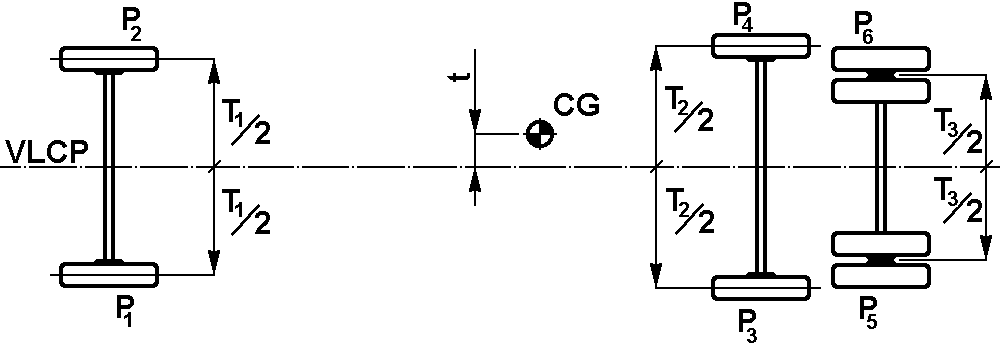 P2
P4
P6
t
CG
T1/2
T2/2
T3/2
VLCP
T1/2
T2/2
T3/2
P1
P3
P5